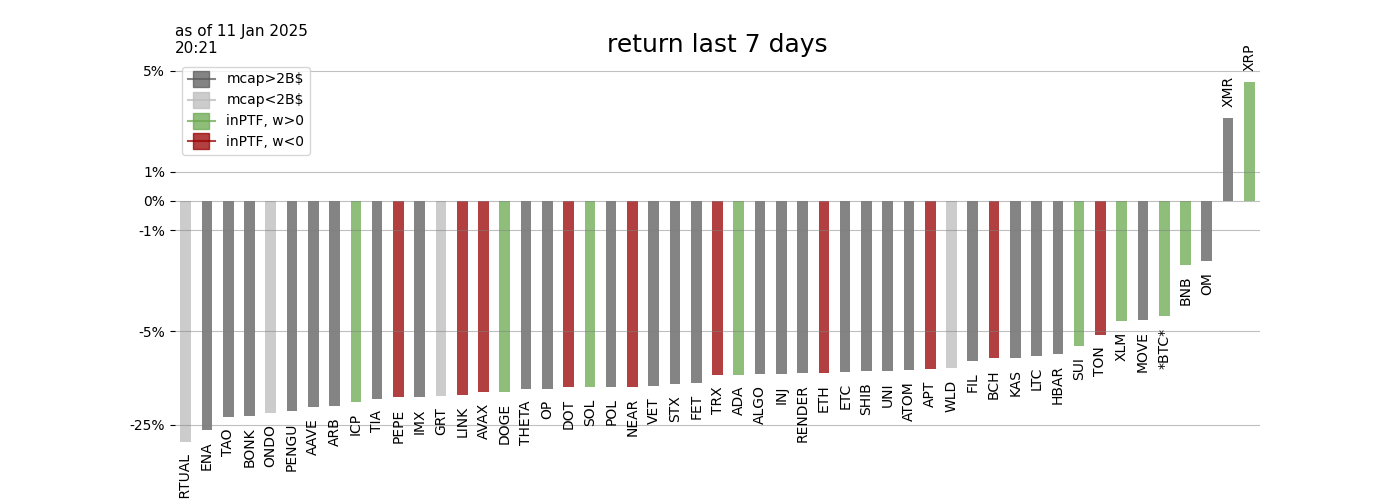 as of 11 Jan 2025
20:21
return last 7 days
mcap>2B$
mcap<2B$
inPTF, w>0
inPTF, w<0
5%
1%
0%
-1%
-5%
-25%
RTUAL
ENA
TAO
BONK
ONDO
PENGU
AAVE
ARB
ICP
TIA
PEPE
IMX
GRT
LINK
AVAX
DOGE
THETA
OP
DOT
SOL
POL
NEAR
VET
STX
FET
TRX
ADA
ALGO
INJ
RENDER
ETH
ETC
SHIB
UNI
ATOM
APT
WLD
FIL
BCH
KAS
LTC
HBAR
SUI
TON
XLM
MOVE
*BTC*
BNB
OM
XMR
XRP